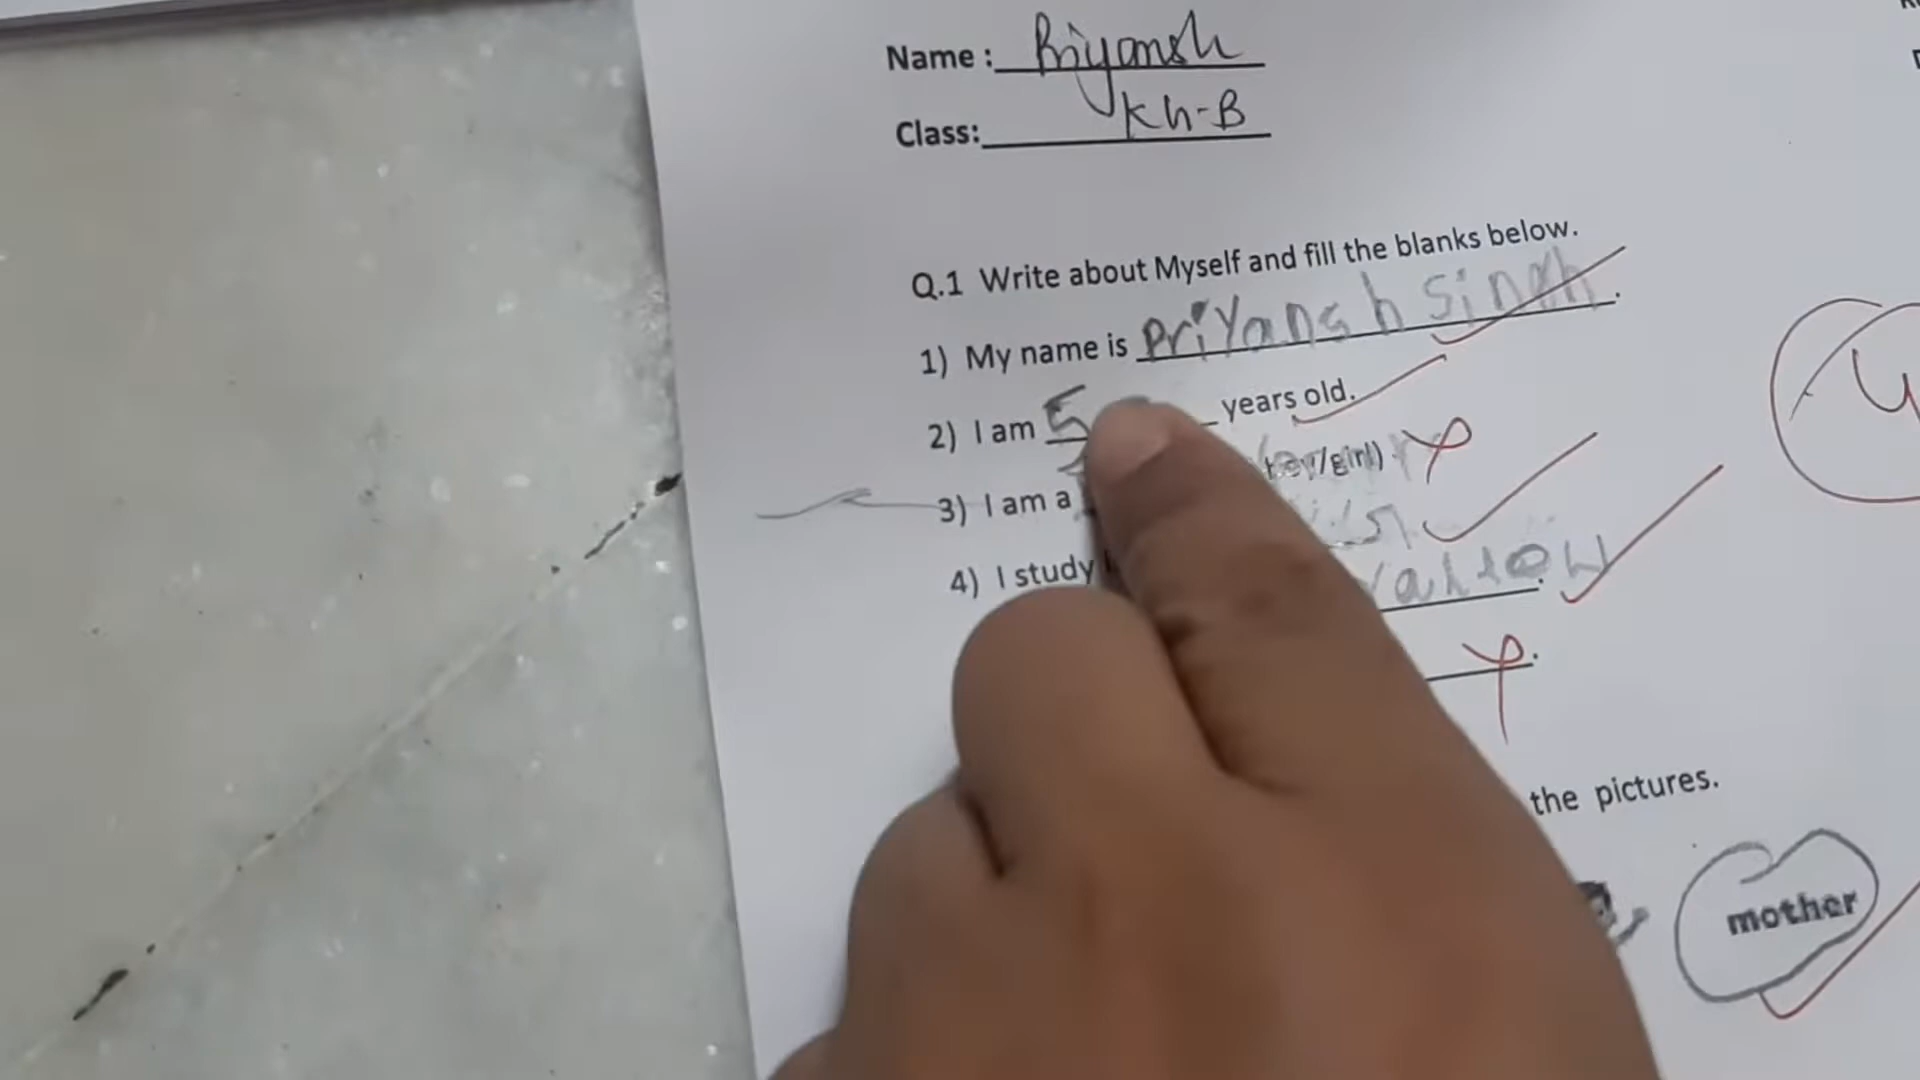 Name : Priyansh
Class: Kh-B
Q.1 Write about Myself and fill the blanks below.
1) My name is PriYansh singh.
2) I am 5 years old.
3) I am a (boy/girl)
4) I study
the pictures.
mother